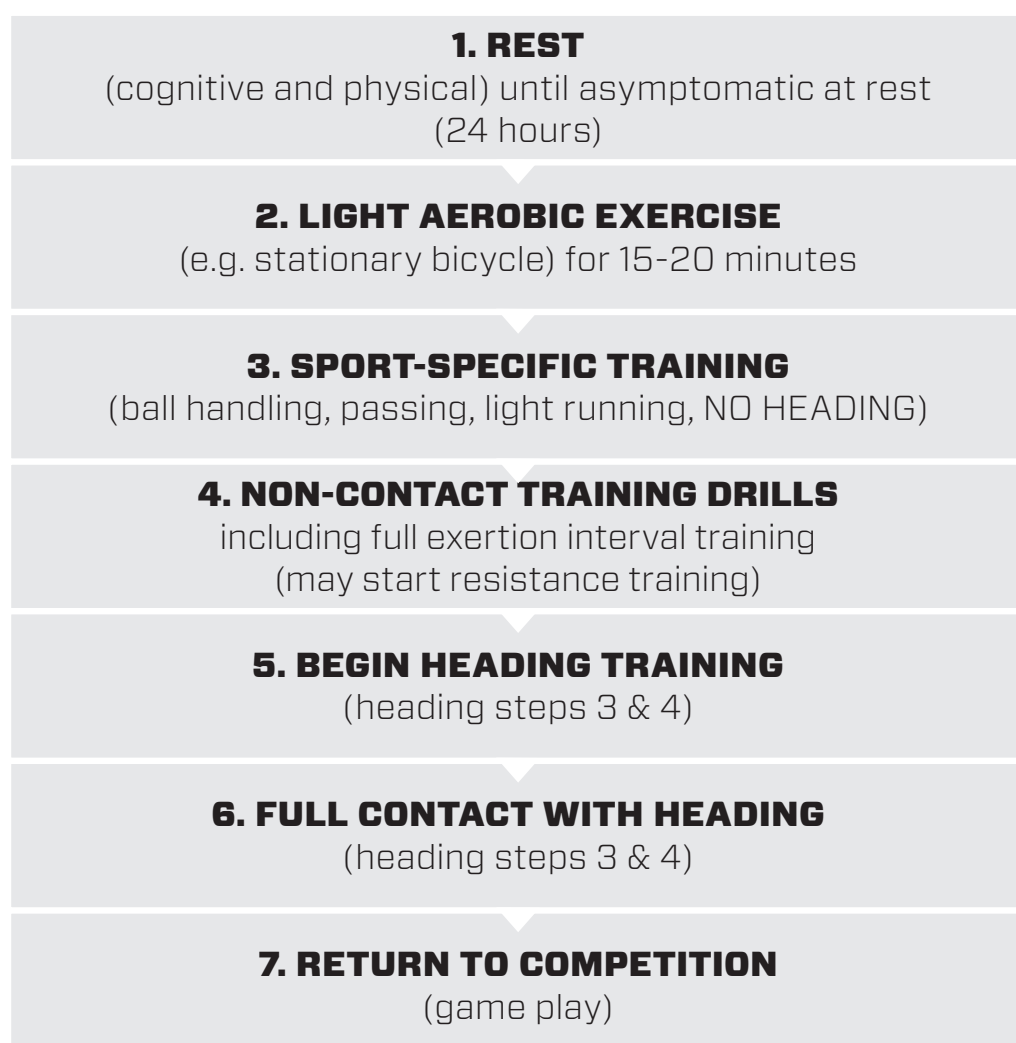 1. REST
(cognitive and physical) until asymptomatic at rest
(24 hours)
2. LIGHT AEROBIC EXERCISE
(e.g. stationary bicycle) for 15-20 minutes
3. SPORT-SPECIFIC TRAINING
(ball handling, passing, light running, NO HEADING)
4. NON-CONTACT TRAINING DRILLS
including full exertion interval training
(may start resistance training)
5. BEGIN HEADING TRAINING
(heading steps 3 & 4)
6. FULL CONTACT WITH HEADING
(heading steps 3 & 4)
7. RETURN TO COMPETITION
(game play)